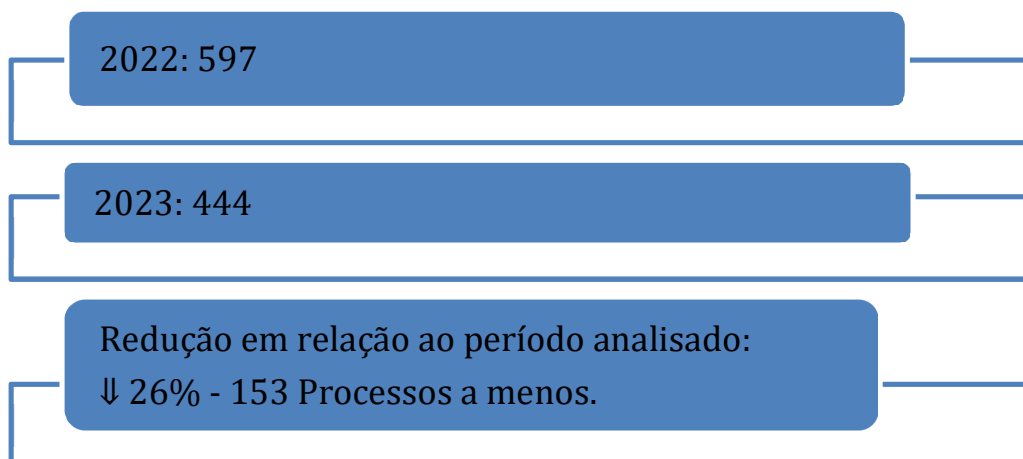 2022: 597
2023: 444
Redução em relação ao período analisado:
⇓ 26% - 153 Processos a menos.